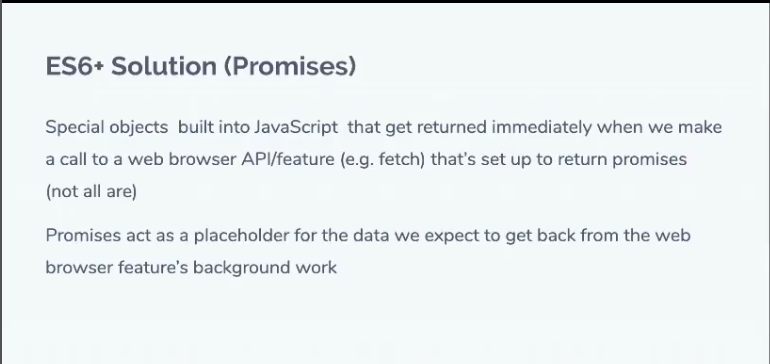 ES6+ Solution (Promises)
Special objects built into JavaScript that get returned immediately when we make
a call to a web browser API/feature (e.g. fetch) that's set up to return promises
(not all are)
Promises act as a placeholder for the data we expect to get back from the web
browser feature's background work